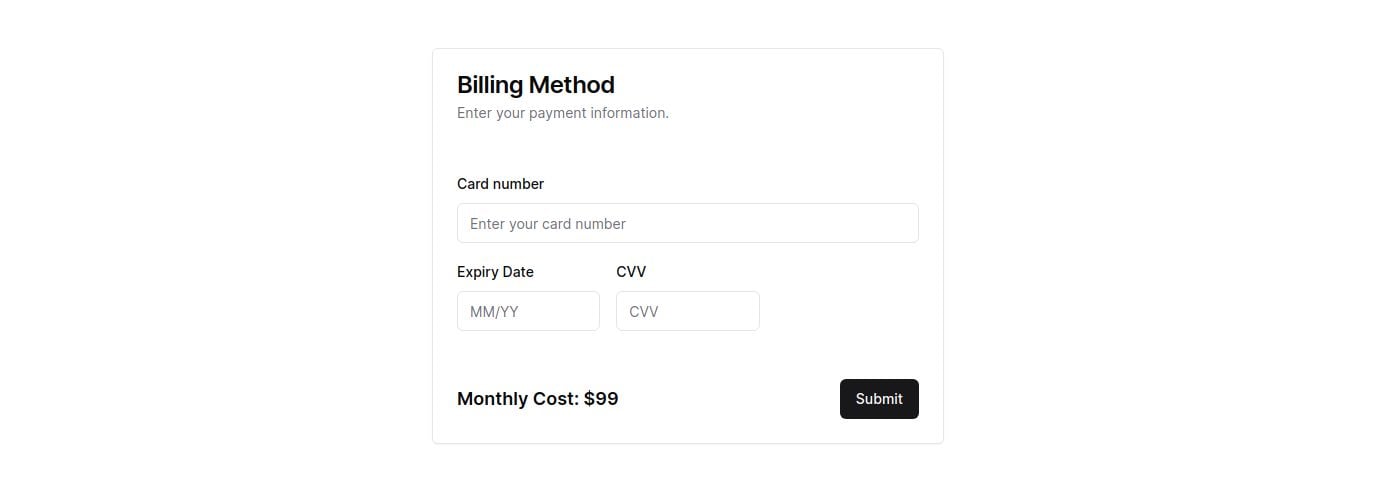 Billing Method
Enter your payment information.
Card number
Enter your card number
Expiry Date
CVV
MM/YY
CVV
Monthly Cost: $99
Submit